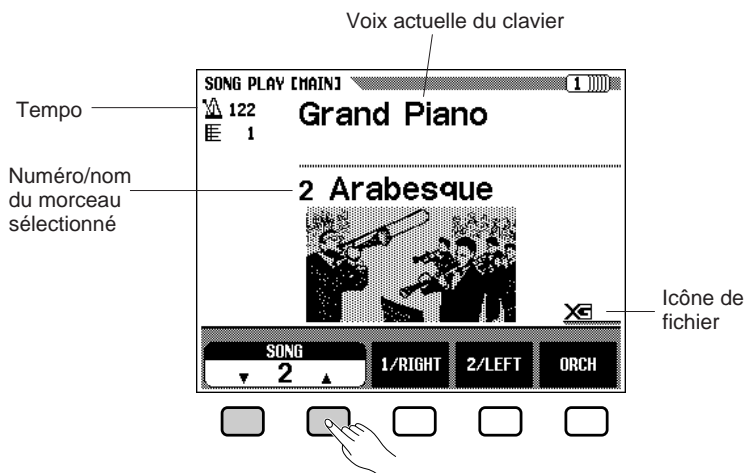 Voix actuelle du clavier
SONG PLAY [MAIN]
1
Tempo
122
Grand Piano
1
Numéro/nom
du morceau
sélectionné
2 Arabesque
XG
Icône de
fichier
SONG
▼ 2 ▲
1/RIGHT
2/LEFT
ORCH